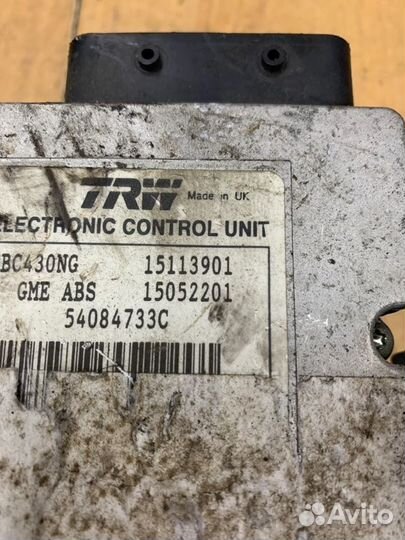 TRW Made in UK
ELECTRONIC CONTROL UNIT
BC430NG 15113901
GME ABS 15052201
54084733C
Avito